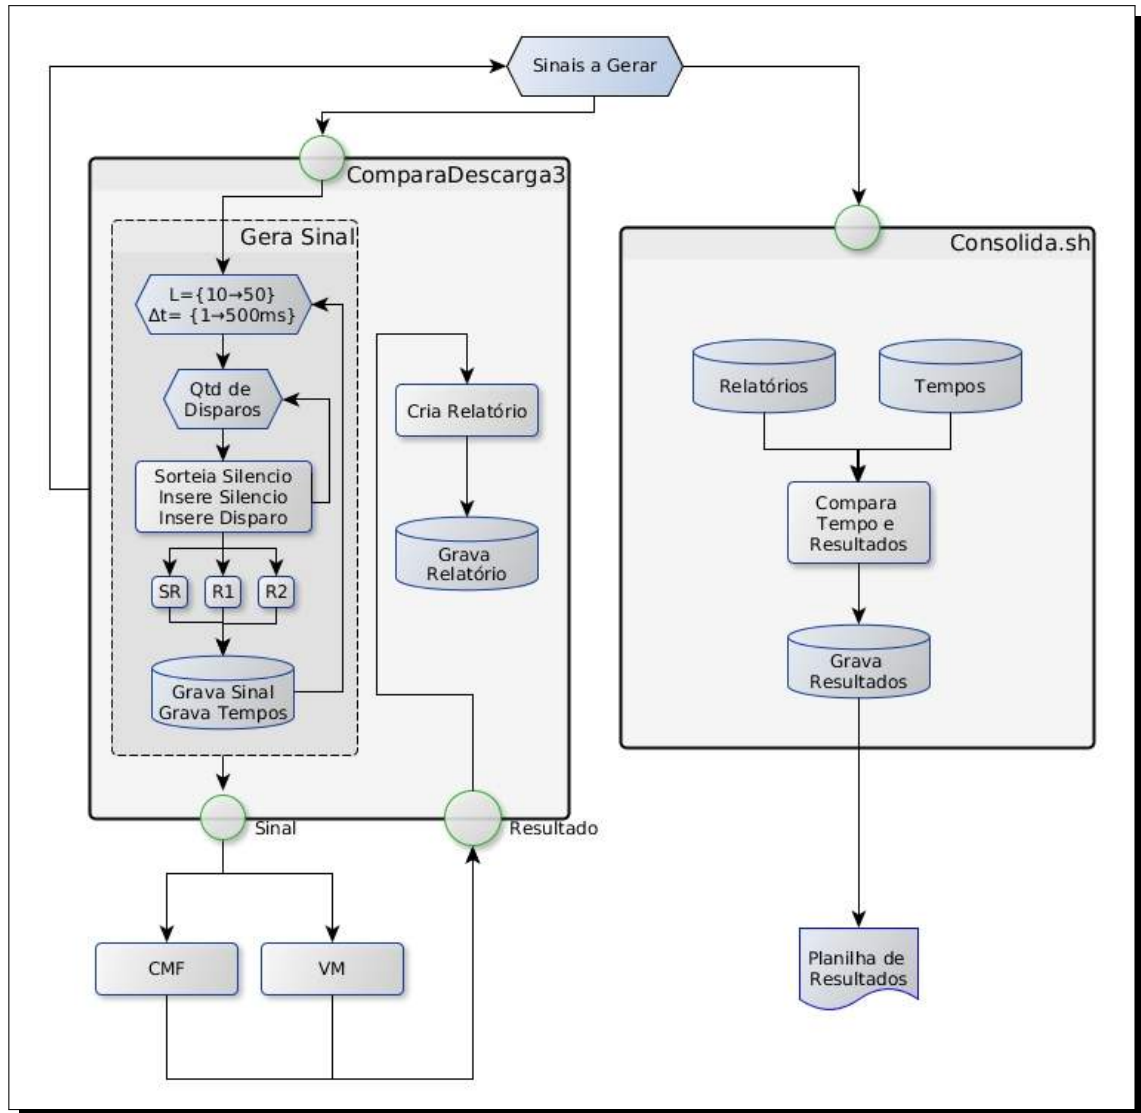 Sinais a Gerar
ComparaDescarga3
Gera Sinal
L={10→50}
Δt= {1→500ms}
Qtd de
Disparos
Sorteia Silencio
Insere Silencio
Insere Disparo
SR
R1
R2
Grava Sinal
Grava Tempos
Cria Relatório
Grava
Relatório
Sinal
Resultado
CMF
VM
Consolida.sh
Relatórios
Tempos
Compara
Tempo e
Resultados
Grava
Resultados
Planilha de
Resultados